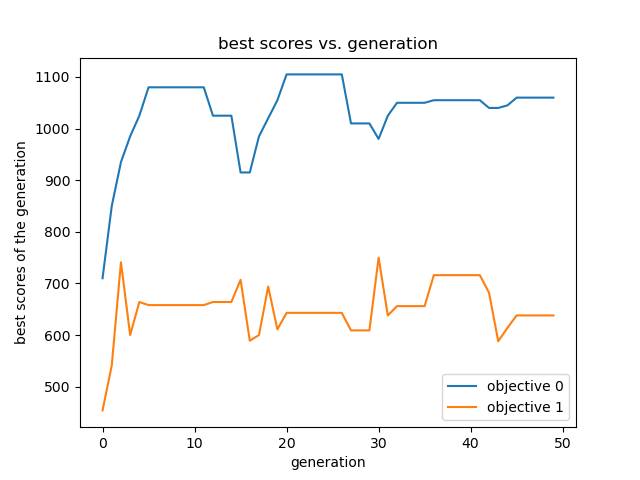 best scores vs. generation
best scores of the generation
1100
1000
900
800
700
600
500
0 10 20 30 40 50
generation
objective 0
objective 1